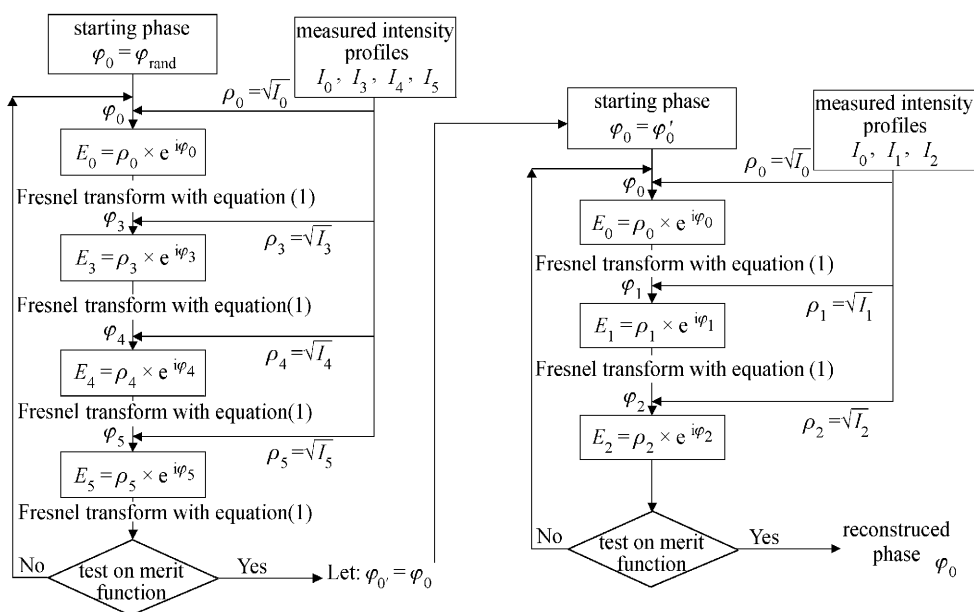 starting phase
φ₀ = φ_rand
measured intensity
profiles
I₀, I₃, I₄, I₅
ρ₀ = √I₀
φ₀
E₀ = ρ₀ × e^{iφ₀}
Fresnel transform with equation (1)
φ₃
ρ₃ = √I₃
E₃ = ρ₃ × e^{iφ₃}
Fresnel transform with equation(1)
φ₄
ρ₄ = √I₄
E₄ = ρ₄ × e^{iφ₄}
Fresnel transform with equation(1)
φ₅
ρ₅ = √I₅
E₅ = ρ₅ × e^{iφ₅}
Fresnel transform with equation(1)
No
test on merit
function
Yes
Let: φ₀′ = φ₀
starting phase
φ₀ = φ₀′
measured intensity
profiles
I₀, I₁, I₂
ρ₀ = √I₀
φ₀
E₀ = ρ₀ × e^{iφ₀}
Fresnel transform with equation (1)
φ₁
ρ₁ = √I₁
E₁ = ρ₁ × e^{iφ₁}
Fresnel transform with equation (1)
φ₂
ρ₂ = √I₂
E₂ = ρ₂ × e^{iφ₂}
No
test on merit
function
Yes
reconstruced
phase φ₀